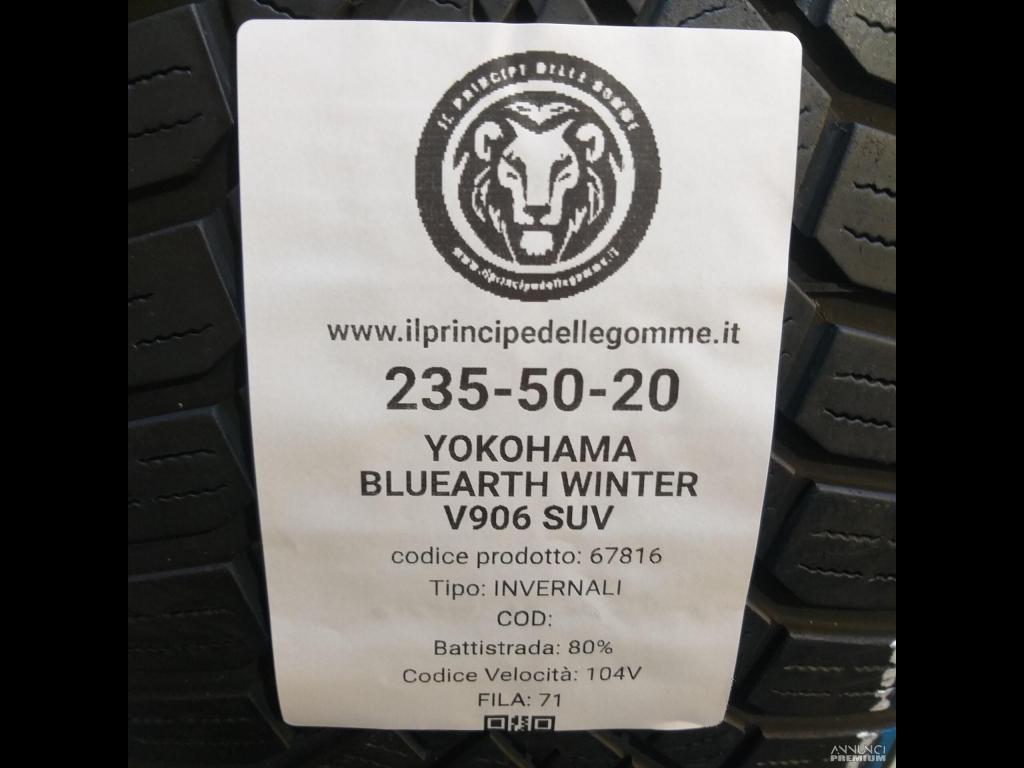 IL PRINCIPE DELLE GOMME
www.ilprincipedellegomme.it
www.ilprincipedellegomme.it
235-50-20
YOKOHAMA
BLUEARTH WINTER
V906 SUV
codice prodotto: 67816
Tipo: INVERNALI
COD:
Battistrada: 80%
Codice Velocità: 104V
FILA: 71
ANNUNCI
PREMIUM